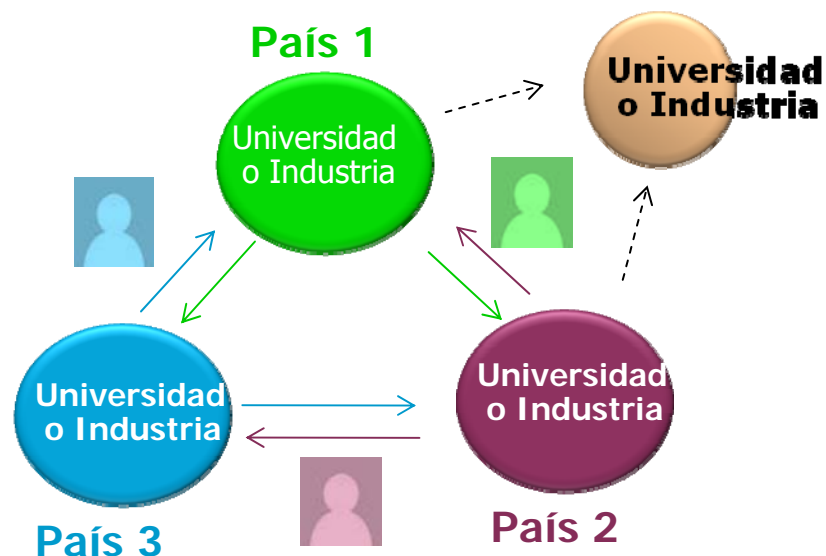 País 1
Universidad
o Industria
Universidad
o Industria
Universidad
o Industria
Universidad
o Industria
País 3
País 2